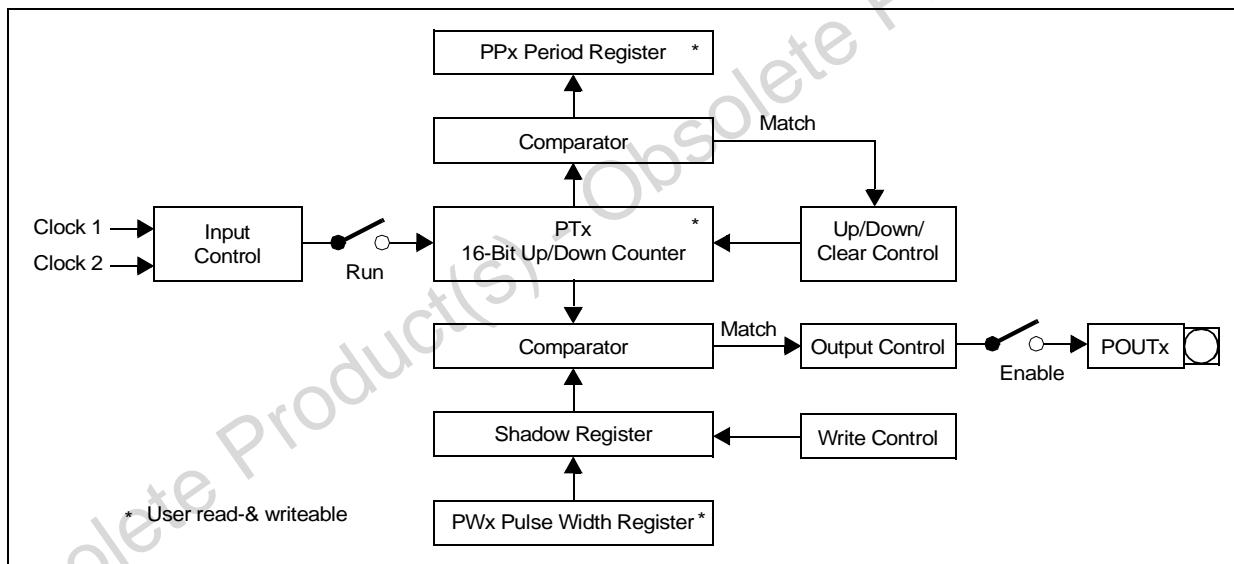 PPx Period Register *
Comparator
Match
Clock 1
Clock 2
Input
Control
Run
PTx *
16-Bit Up/Down Counter
Up/Down/
Clear Control
Comparator
Match
Output Control
Enable
POUTx
Shadow Register
Write Control
* User read-& writeable
PWx Pulse Width Register *
olete Product(s) - Obsolete P